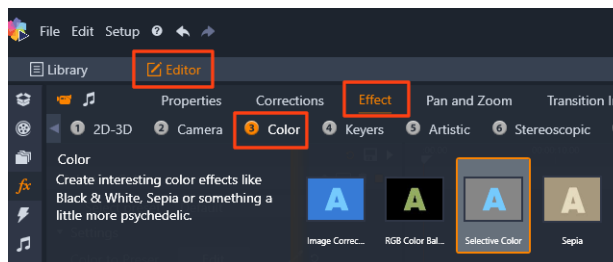 File Edit Setup
Library Editor
Properties Corrections Effect Pan and Zoom Transition I
1 2D-3D 2 Camera 3 Color 4 Keyers 5 Artistic 6 Stereoscopic
Color
Create interesting color effects like
Black & White, Sepia or something a
little more psychedelic.
fx
A A A A
Image Correc... RGB Color Bal... Selective Color Sepia